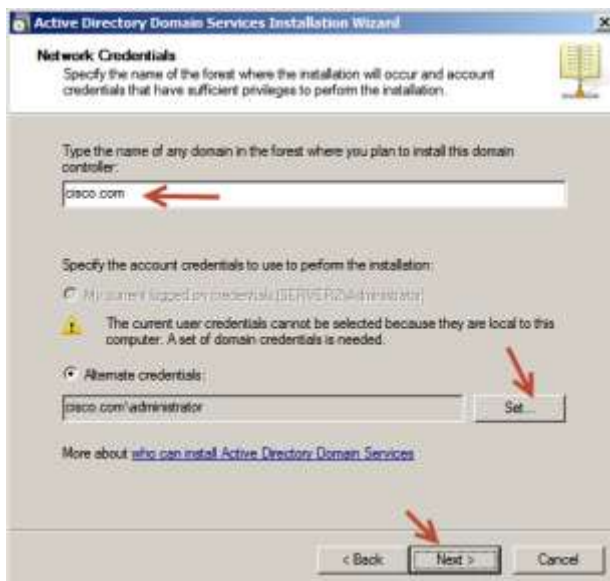 Active Directory Domain Services Installation Wizard
Network Credentials
Specify the name of the forest where the installation will occur and account
credentials that have sufficient privileges to perform the installation.
Type the name of any domain in the forest where you plan to install this domain
controller:
cisco.com
Specify the account credentials to use to perform the installation:
My current logged on credentials (SERVER2\Administrator)
The current user credentials cannot be selected because they are local to this
computer. A set of domain credentials is needed.
Alternate credentials:
cisco.com\administrator
Set...
More about who can install Active Directory Domain Services
< Back
Next >
Cancel